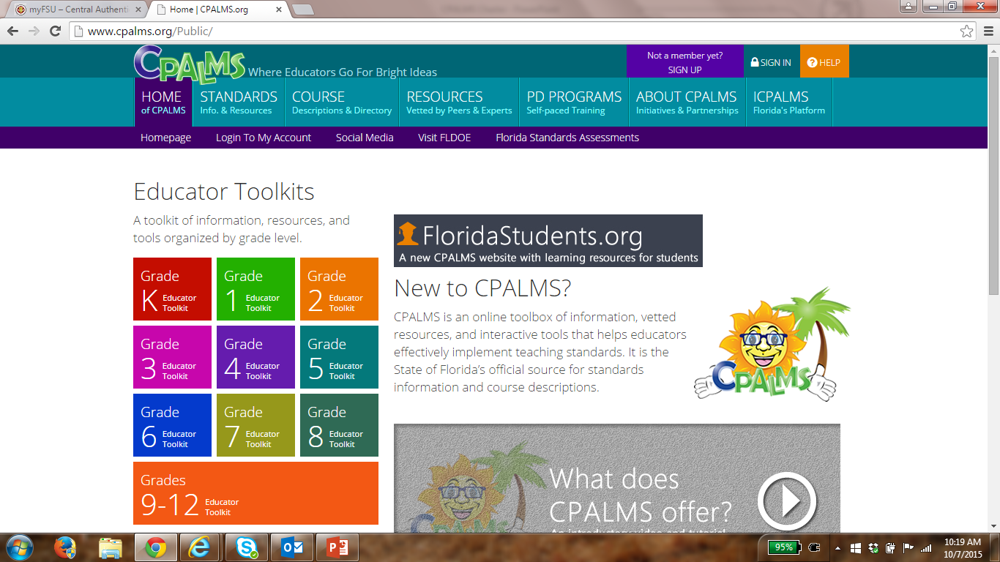 myFSU – Central Authenti
Home | CPALMS.org
www.cpalms.org/Public/
CPALMS Where Educators Go For Bright Ideas
Not a member yet?
SIGN UP
SIGN IN
HELP
HOME
of CPALMS
STANDARDS
Info. & Resources
COURSE
Descriptions & Directory
RESOURCES
Vetted by Peers & Experts
PD PROGRAMS
Self-paced Training
ABOUT CPALMS
Initiatives & Partnerships
ICPALMS
Florida's Platform
Homepage
Login To My Account
Social Media
Visit FLDOE
Florida Standards Assessments
Educator Toolkits
A toolkit of information, resources, and
tools organized by grade level.
Grade
K Educator
Toolkit
Grade
1 Educator
Toolkit
Grade
2 Educator
Toolkit
Grade
3 Educator
Toolkit
Grade
4 Educator
Toolkit
Grade
5 Educator
Toolkit
Grade
6 Educator
Toolkit
Grade
7 Educator
Toolkit
Grade
8 Educator
Toolkit
Grades
9-12 Educator
Toolkit
FloridaStudents.org
A new CPALMS website with learning resources for students
New to CPALMS?
CPALMS is an online toolbox of information, vetted
resources, and interactive tools that helps educators
effectively implement teaching standards. It is the
State of Florida’s official source for standards
information and course descriptions.
CPALMS
What does
CPALMS offer?
An introductory video and tutorial
CPALMS
95%
10:19 AM
10/7/2015